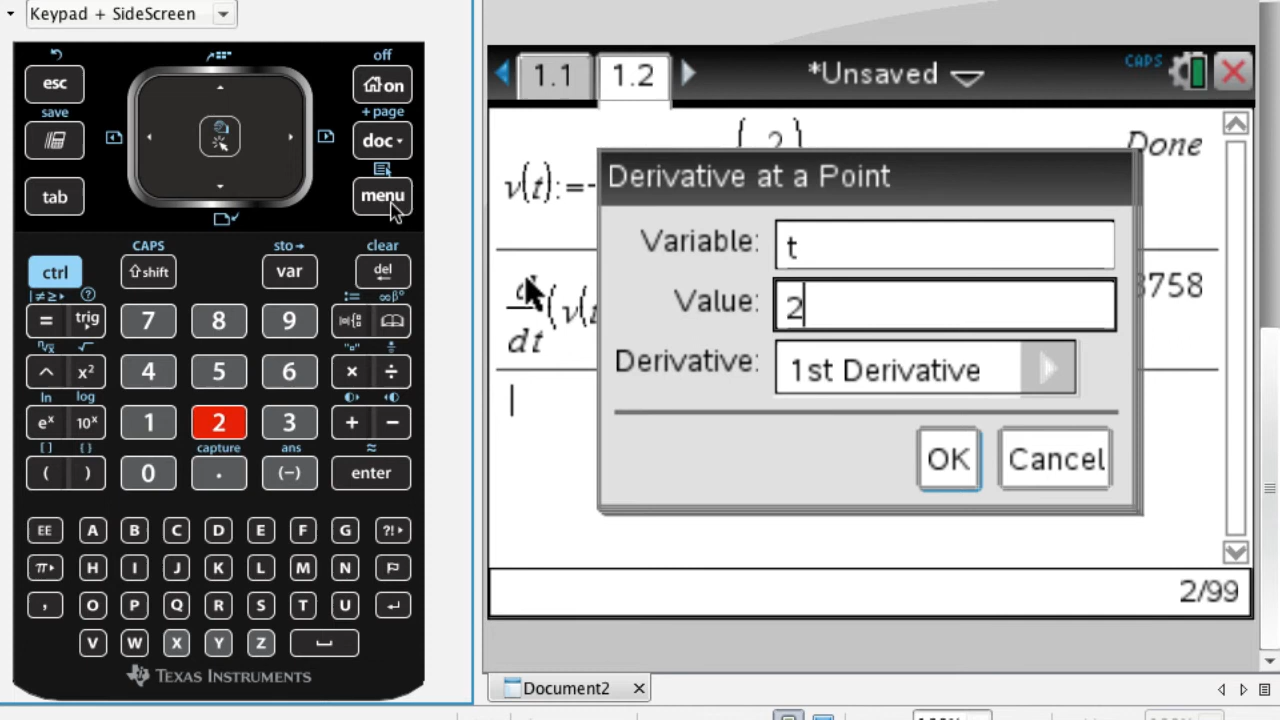 Keypad + SideScreen
off
esc
on
save
+ page
doc
tab
menu
CAPS
sto→
clear
ctrl
⇧shift
var
del
|≠≥▸
:=
∞β°
=
trig
7
8
9
ⁿ√x
√
"▫"
^
x²
4
5
6
×
÷
ln
log
eˣ
10ˣ
1
2
3
+
−
[ ]
{ }
capture
ans
≈
(
)
0
.
(−)
enter
EE
A
B
C
D
E
F
G
?!▸
π▸
H
I
J
K
L
M
N
,
O
P
Q
R
S
T
U
V
W
X
Y
Z
TEXAS INSTRUMENTS
1.1
1.2
*Unsaved
CAPS
2
Done
v(t):=-
d
dt
(v(t
3758
Derivative at a Point
Variable: t
Value: 2
Derivative: 1st Derivative
OK
Cancel
2/99
Document2